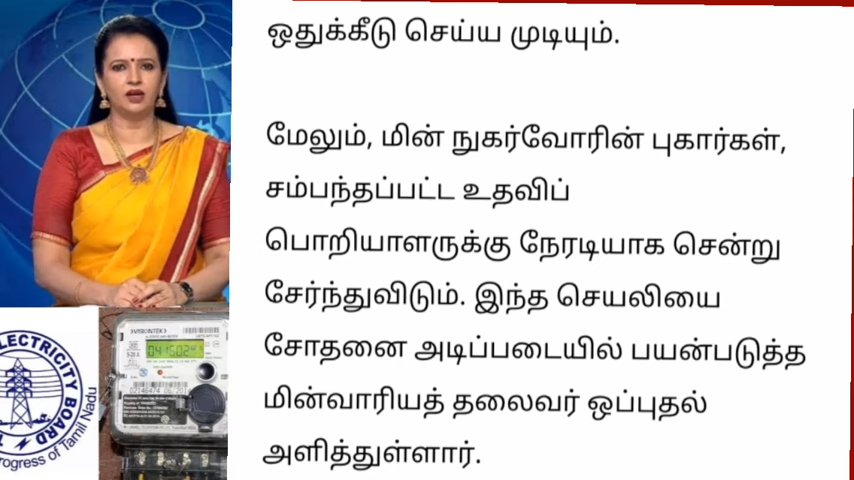 ஒதுக்கீடு செய்ய முடியும்.
மேலும், மின் நுகர்வோரின் புகார்கள்,
சம்பந்தப்பட்ட உதவிப்
பொறியாளருக்கு நேரடியாக சென்று
சேர்ந்துவிடும். இந்த செயலியை
சோதனை அடிப்படையில் பயன்படுத்த
மின்வாரியத் தலைவர் ஒப்புதல்
அளித்துள்ளார்.
ELECTRICITY BOARD
Progress of Tamil Nadu
VISIONTEK